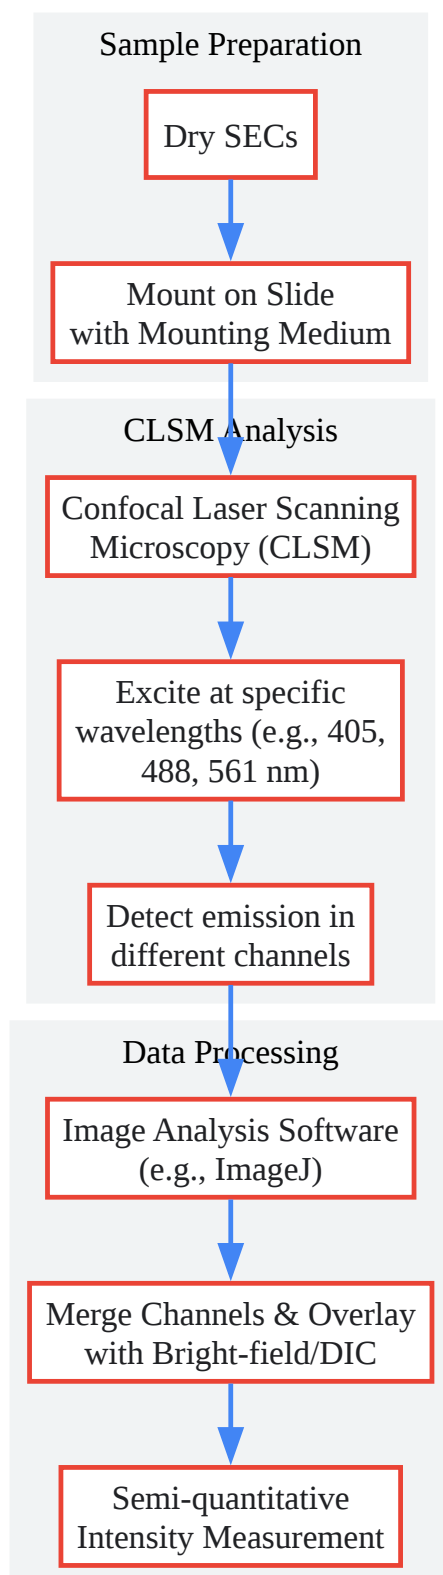 Sample Preparation
Dry SECs
Mount on Slide
with Mounting Medium
CLSM Analysis
Confocal Laser Scanning
Microscopy (CLSM)
Excite at specific
wavelengths (e.g., 405,
488, 561 nm)
Detect emission in
different channels
Data Processing
Image Analysis Software
(e.g., ImageJ)
Merge Channels & Overlay
with Bright-field/DIC
Semi-quantitative
Intensity Measurement